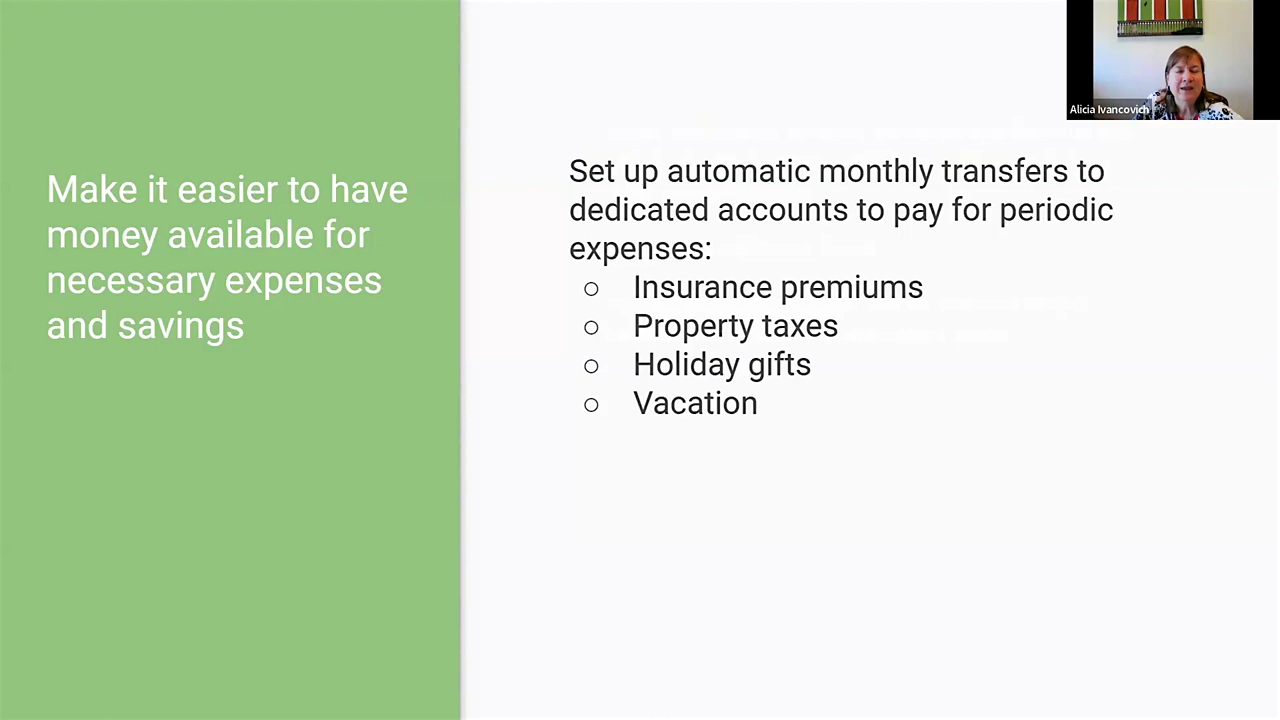 Make it easier to have
money available for
necessary expenses
and savings
Set up automatic monthly transfers to
dedicated accounts to pay for periodic
expenses:
○ Insurance premiums
○ Property taxes
○ Holiday gifts
○ Vacation
Alicia Ivancovich